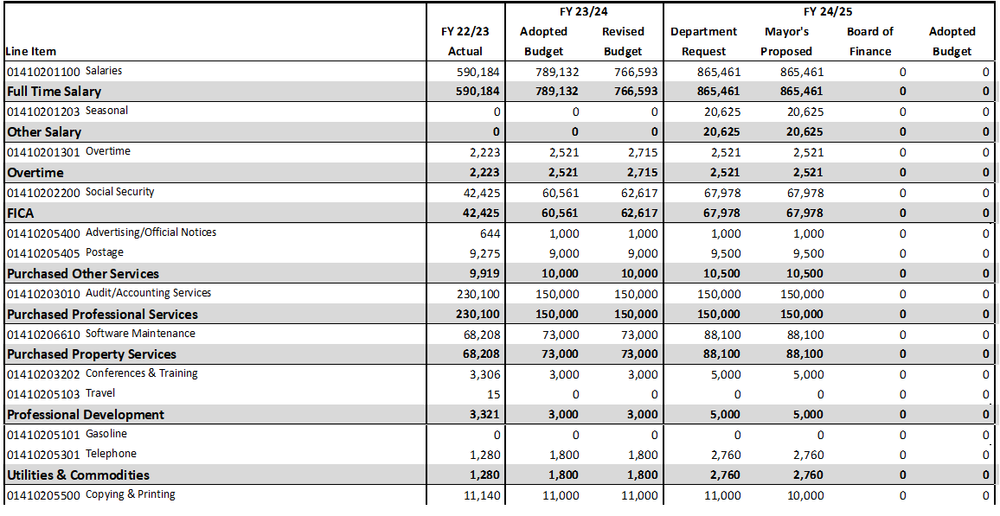 FY 23/24 FY 24/25
FY 22/23 Adopted Revised Department Mayor's Board of Adopted
Line Item Actual Budget Budget Request Proposed Finance Budget
01410201100 Salaries 590,184 789,132 766,593 865,461 865,461 0 0
Full Time Salary 590,184 789,132 766,593 865,461 865,461 0 0
01410201203 Seasonal 0 0 0 20,625 20,625 0 0
Other Salary 0 0 0 20,625 20,625 0 0
01410201301 Overtime 2,223 2,521 2,715 2,521 2,521 0 0
Overtime 2,223 2,521 2,715 2,521 2,521 0 0
01410202200 Social Security 42,425 60,561 62,617 67,978 67,978 0 0
FICA 42,425 60,561 62,617 67,978 67,978 0 0
01410205400 Advertising/Official Notices 644 1,000 1,000 1,000 1,000 0 0
01410205405 Postage 9,275 9,000 9,000 9,500 9,500 0 0
Purchased Other Services 9,919 10,000 10,000 10,500 10,500 0 0
01410203010 Audit/Accounting Services 230,100 150,000 150,000 150,000 150,000 0 0
Purchased Professional Services 230,100 150,000 150,000 150,000 150,000 0 0
01410206610 Software Maintenance 68,208 73,000 73,000 88,100 88,100 0 0
Purchased Property Services 68,208 73,000 73,000 88,100 88,100 0 0
01410203202 Conferences & Training 3,306 3,000 3,000 5,000 5,000 0 0
01410205103 Travel 15 0 0 0 0 0 0
Professional Development 3,321 3,000 3,000 5,000 5,000 0 0
01410205101 Gasoline 0 0 0 0 0 0 0
01410205301 Telephone 1,280 1,800 1,800 2,760 2,760 0 0
Utilities & Commodities 1,280 1,800 1,800 2,760 2,760 0 0
01410205500 Copying & Printing 11,140 11,000 11,000 11,000 10,000 0 0